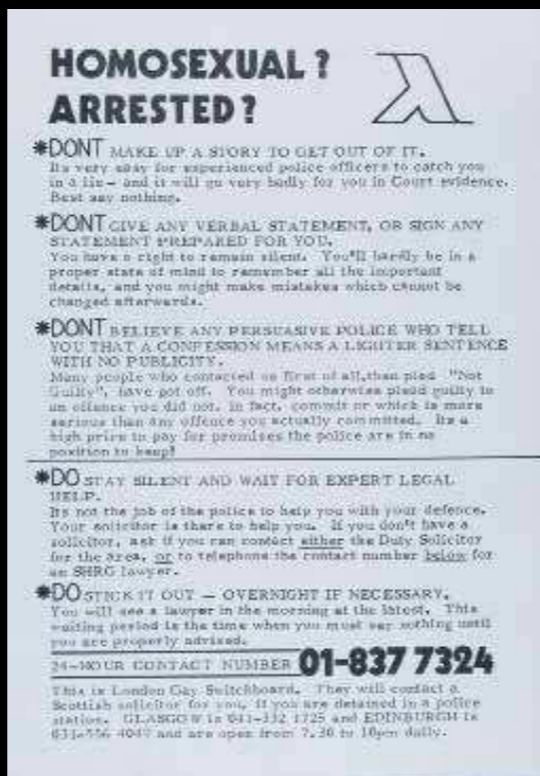 HOMOSEXUAL ?
ARRESTED ?
*DONT MAKE UP A STORY TO GET OUT OF IT.
Its very easy for experienced police officers to catch you
in a lie - and it will go very badly for you in Court evidence.
Best say nothing.
*DONT GIVE ANY VERBAL STATEMENT, OR SIGN ANY
STATEMENT PREPARED FOR YOU.
You have a right to remain silent. You'll hardly be in a
proper state of mind to remember all the important
details, and you might make mistakes which cannot be
changed afterwards.
*DONT BELIEVE ANY PERSUASIVE POLICE WHO TELL
YOU THAT A CONFESSION MEANS A LIGHTER SENTENCE
WITH NO PUBLICITY.
Many people who contacted us first of all, than pled "Not
Guilty", have got off. You might otherwise plead guilty to
an offence you did not, in fact, commit or which is more
serious than any offence you actually committed. Its a
high price to pay for promises the police are in no
position to keep!
*DO STAY SILENT AND WAIT FOR EXPERT LEGAL
HELP.
Its not the job of the police to help you with your defence.
Your solicitor is there to help you. If you don't have a
solicitor, ask if you can contact either the Duty Solicitor
for the area, or to telephone the contact number below for
an SHRG lawyer.
*DO STICK IT OUT - OVERNIGHT IF NECESSARY.
You will see a lawyer in the morning at the latest. This
waiting period is the time when you must say nothing until
you are properly advised.
24-HOUR CONTACT NUMBER 01-837 7324
This is London Gay Switchboard. They will contact a
Scottish solicitor for you, if you are detained in a police
station. GLASGOW is 041-332 1725 and EDINBURGH is
031-556 4049 and are open from 7.30 to 10pm daily.